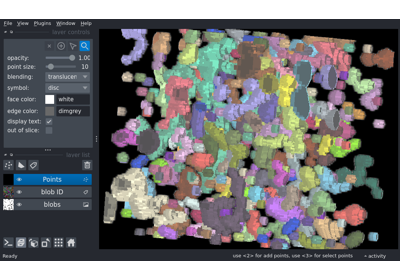 File View Plugins Window Help
layer controls
opacity: 1.00
point size: 10
blending: translucen
symbol: disc
face color: white
edge color: dimgrey
display text:
out of slice:
layer list
Points
blob ID
blobs
Ready
use <2> for add points, use <3> for select points
activity